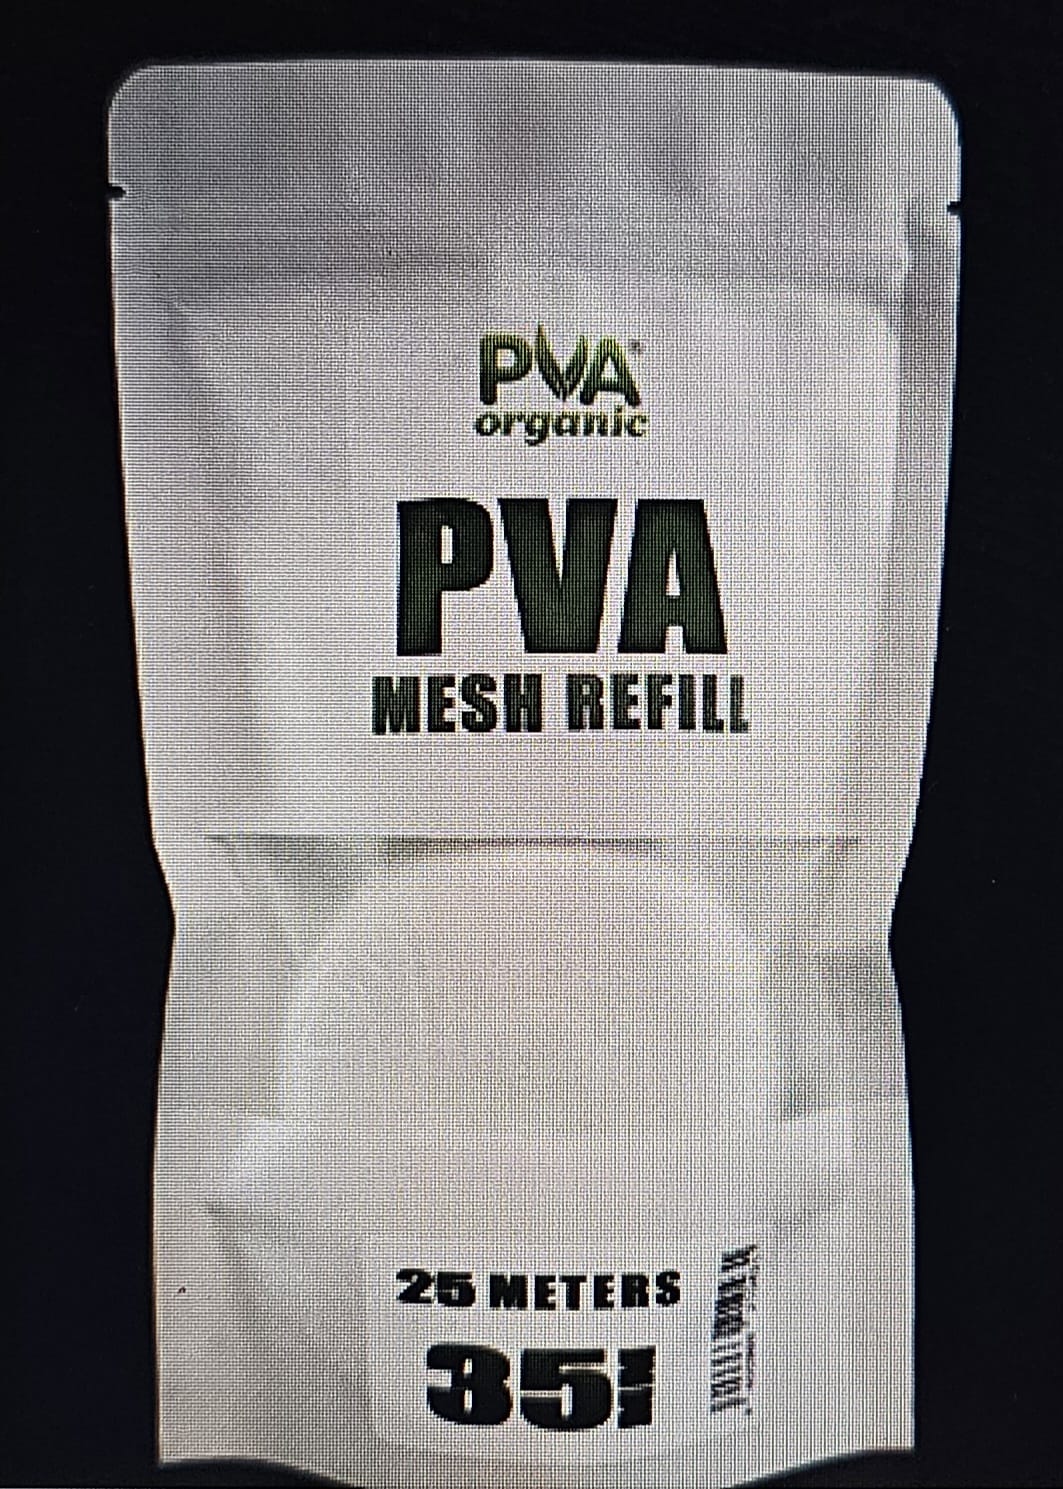 PVA
organic
PVA
MESH REFILL
25 METERS
35